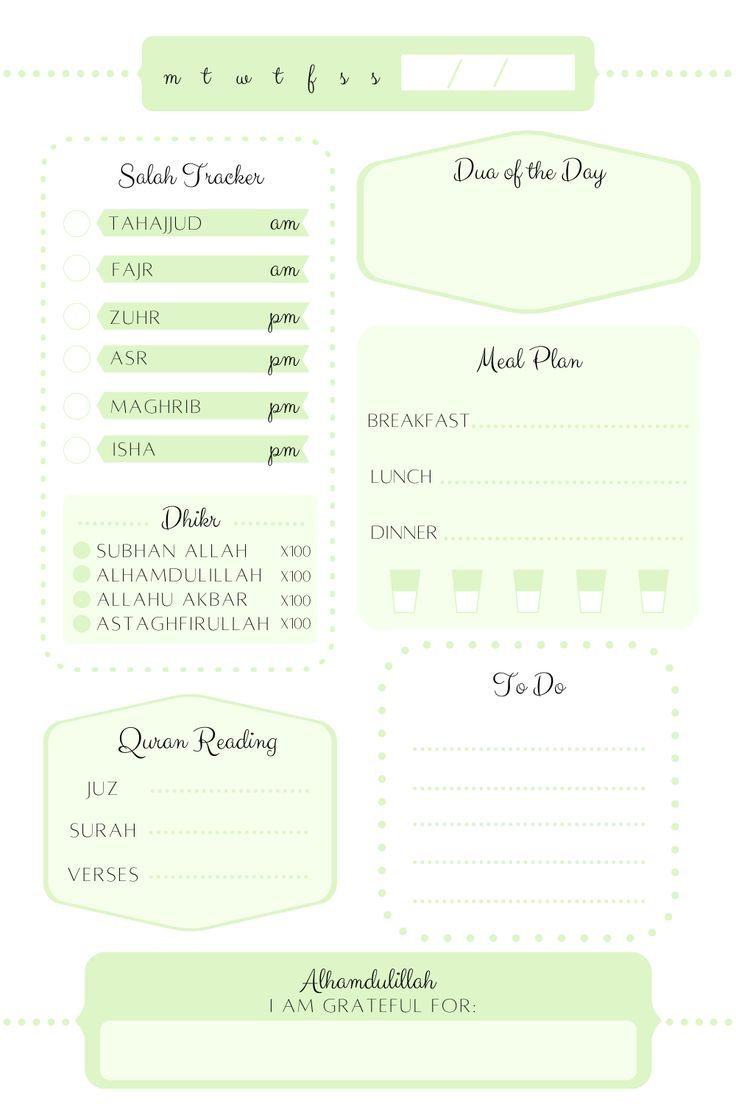 m t w t f s s / /
Salah Tracker
TAHAJJUD am
FAJR am
ZUHR pm
ASR pm
MAGHRIB pm
ISHA pm
Dhikr
SUBHAN ALLAH X100
ALHAMDULILLAH X100
ALLAHU AKBAR X100
ASTAGHFIRULLAH X100
Quran Reading
JUZ
SURAH
VERSES
Dua of the Day
Meal Plan
BREAKFAST
LUNCH
DINNER
To Do
Alhamdulillah
I AM GRATEFUL FOR: